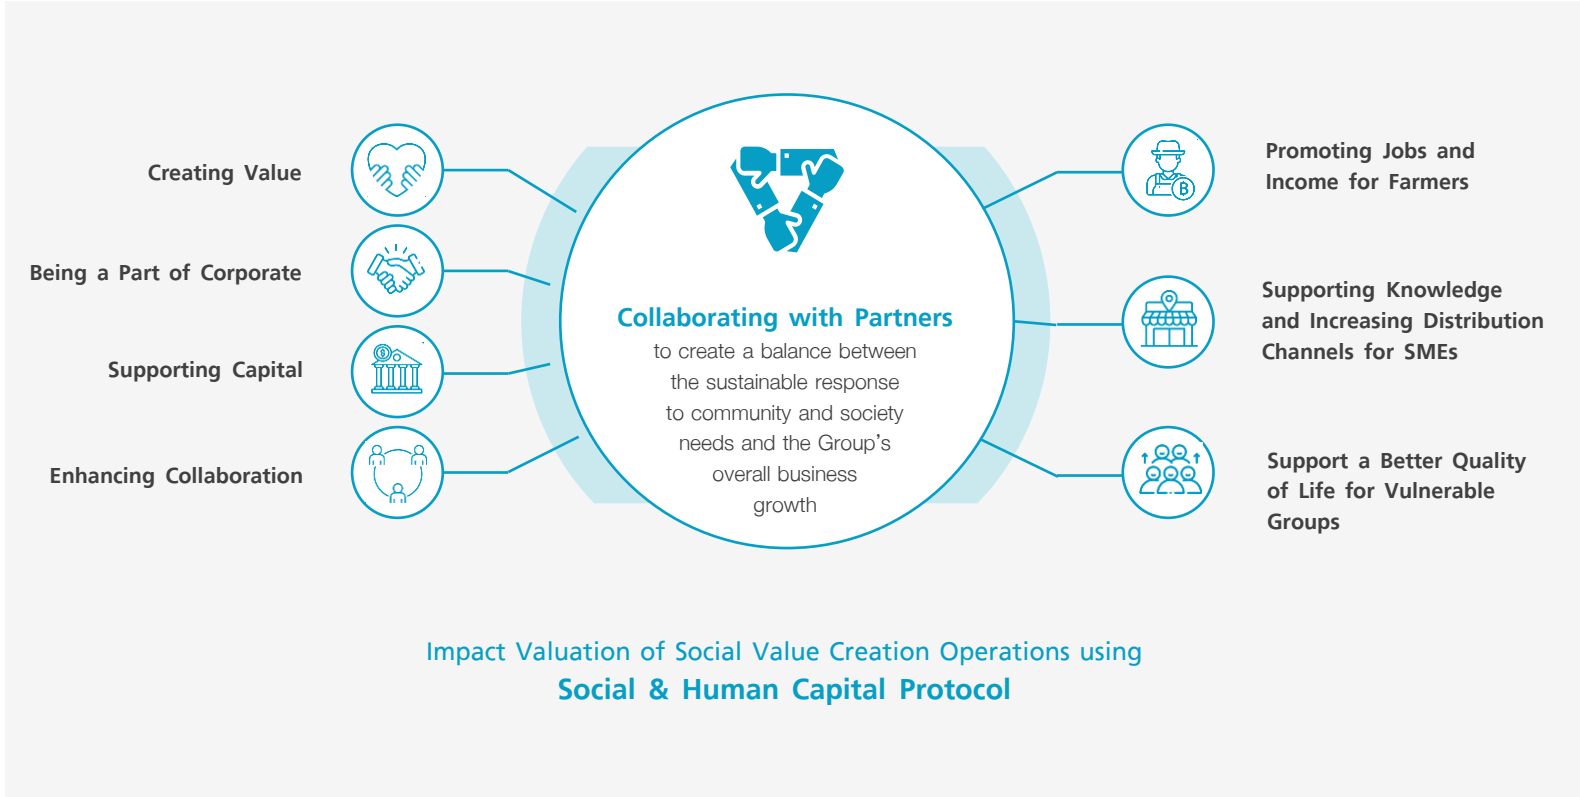 Creating Value
Being a Part of Corporate
Supporting Capital
Enhancing Collaboration
Collaborating with Partners
to create a balance between
the sustainable response
to community and society
needs and the Group's
overall business
growth
Promoting Jobs and
Income for Farmers
Supporting Knowledge
and Increasing Distribution
Channels for SMEs
Support a Better Quality
of Life for Vulnerable
Groups
Impact Valuation of Social Value Creation Operations using
Social & Human Capital Protocol